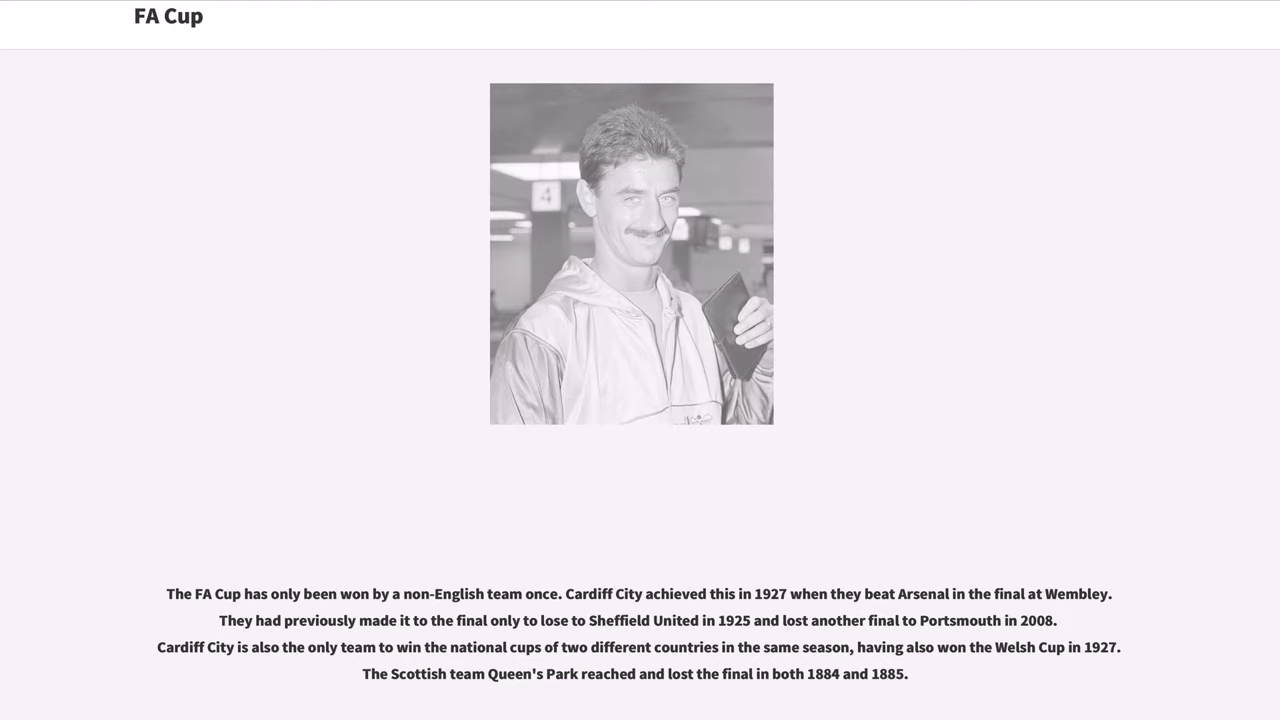 FA Cup
4
The FA Cup has only been won by a non-English team once. Cardiff City achieved this in 1927 when they beat Arsenal in the final at Wembley.
They had previously made it to the final only to lose to Sheffield United in 1925 and lost another final to Portsmouth in 2008.
Cardiff City is also the only team to win the national cups of two different countries in the same season, having also won the Welsh Cup in 1927.
The Scottish team Queen's Park reached and lost the final in both 1884 and 1885.